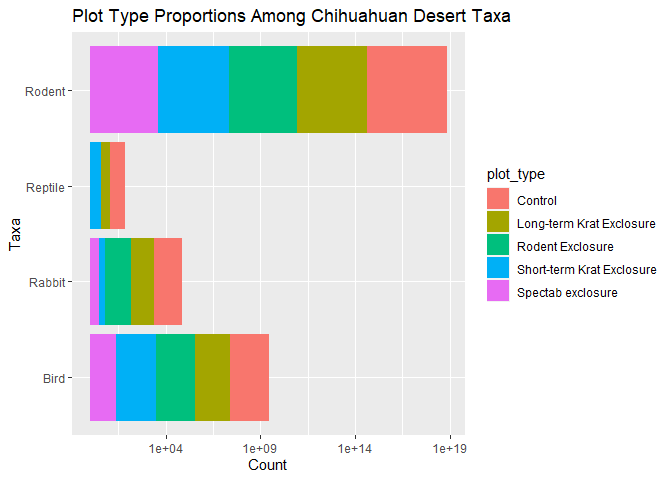 Plot Type Proportions Among Chihuahuan Desert Taxa
Rodent
Reptile
Rabbit
Bird
Taxa
1e+04 1e+09 1e+14 1e+19
Count
plot_type
Control
Long-term Krat Exclosure
Rodent Exclosure
Short-term Krat Exclosure
Spectab exclosure